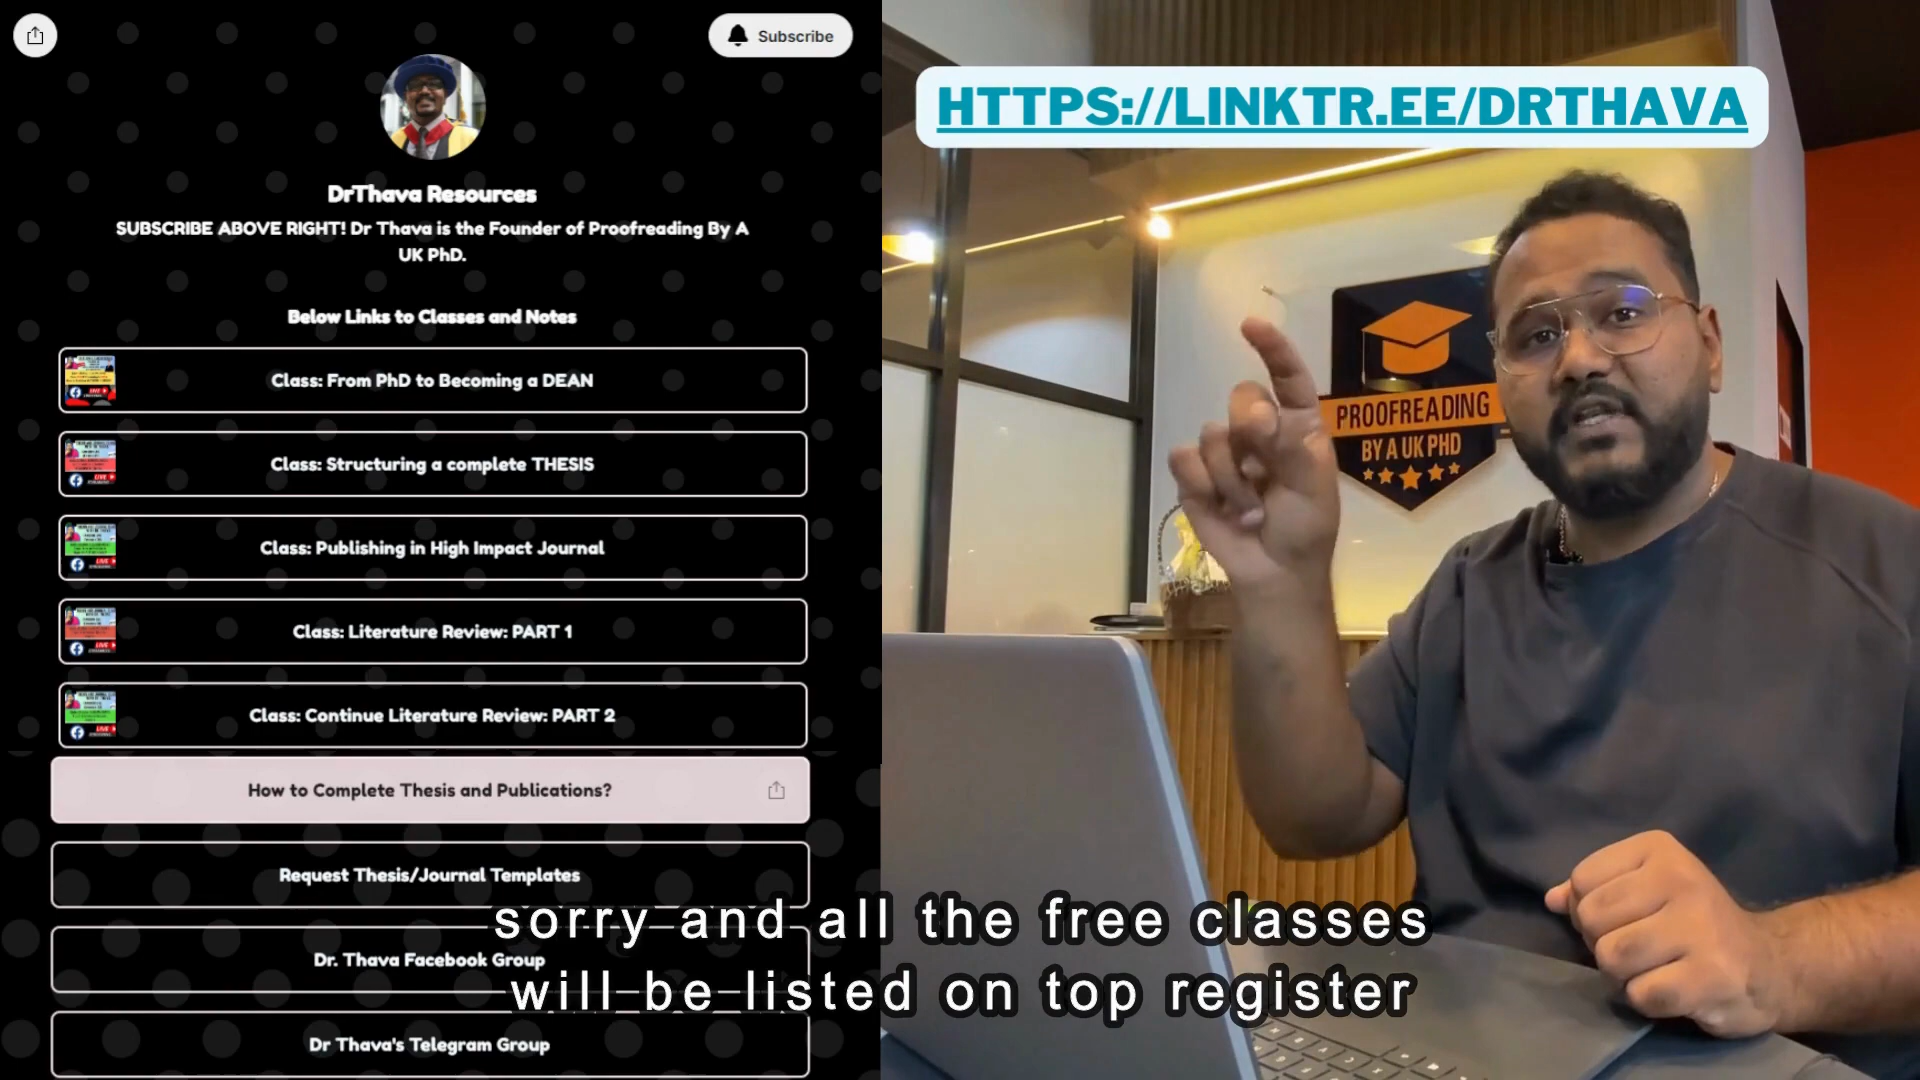 Subscribe
DrThava Resources
SUBSCRIBE ABOVE RIGHT! Dr Thava is the Founder of Proofreading By A
UK PhD.
Below Links to Classes and Notes
Class: From PhD to Becoming a DEAN
Class: Structuring a complete THESIS
Class: Publishing in High Impact Journal
Class: Literature Review: PART 1
Class: Continue Literature Review: PART 2
How to Complete Thesis and Publications?
Request Thesis/Journal Templates
Dr. Thava Facebook Group
Dr Thava's Telegram Group
HTTPS://LINKTR.EE/DRTHAVA
PROOFREADING
BY A UK PHD
sorry and all the free classes
will be listed on top register